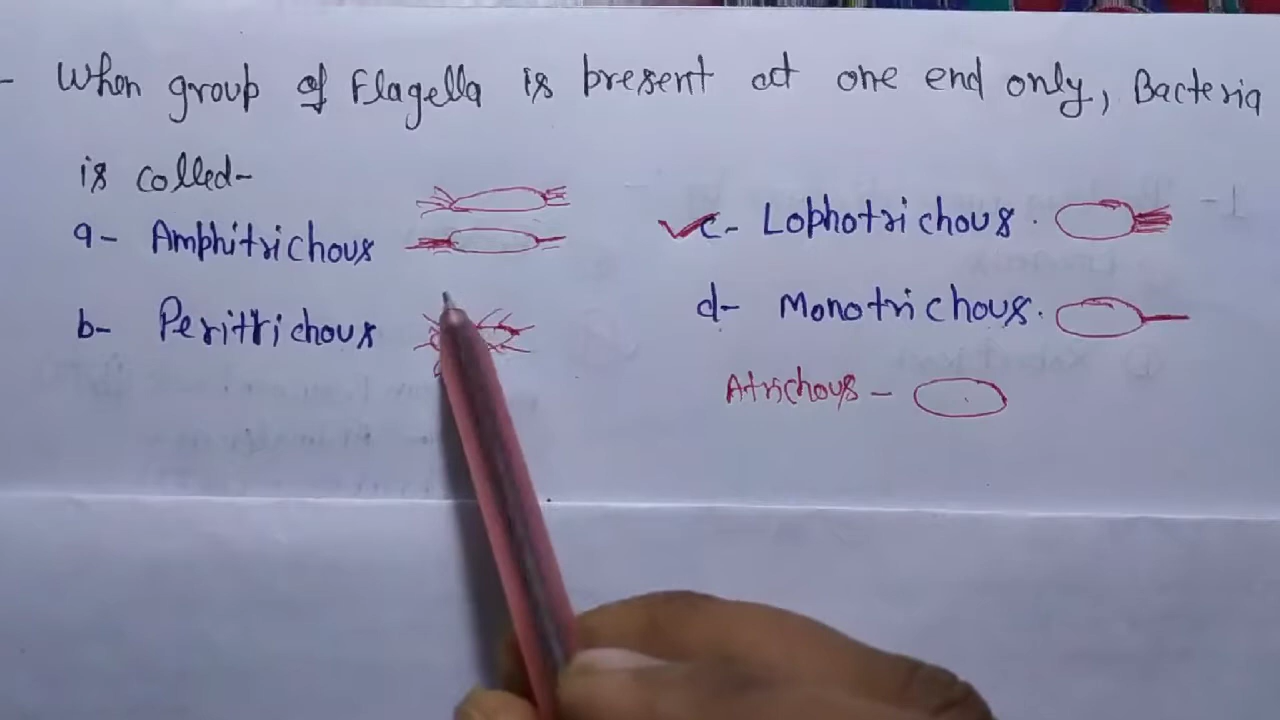 - When group of Flagella is present at one end only, Bacteria
is called-
a- Amphitrichous
b- Peritrichous
c- Lophotrichous.
d- Monotrichous.
Atrichous -